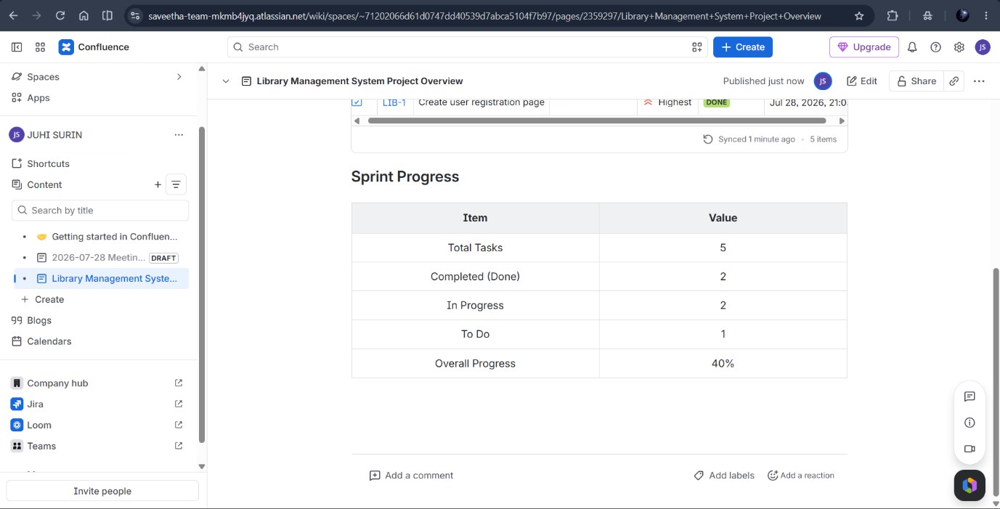 saveetha-team-mkmb4jyq.atlassian.net/wiki/spaces/~71202066d61d0747dd40539d7abca5104f7b97/pages/2359297/Library+Management+System+Project+Overview
Confluence
Search
Create
Upgrade
JS
Spaces
Apps
JS JUHI SURIN
Shortcuts
Content
Search by title
Getting started in Confluen...
2026-07-28 Meetin... DRAFT
Library Management Syste...
Create
Blogs
Calendars
Company hub
Jira
Loom
Teams
Invite people
Library Management System Project Overview
Published just now
JS
Edit
Share
LIB-1 Create user registration page Highest DONE Jul 28, 2026, 21:0
Synced 1 minute ago • 5 items
Sprint Progress
Item Value
Total Tasks 5
Completed (Done) 2
In Progress 2
To Do 1
Overall Progress 40%
Add a comment
Add labels
Add a reaction